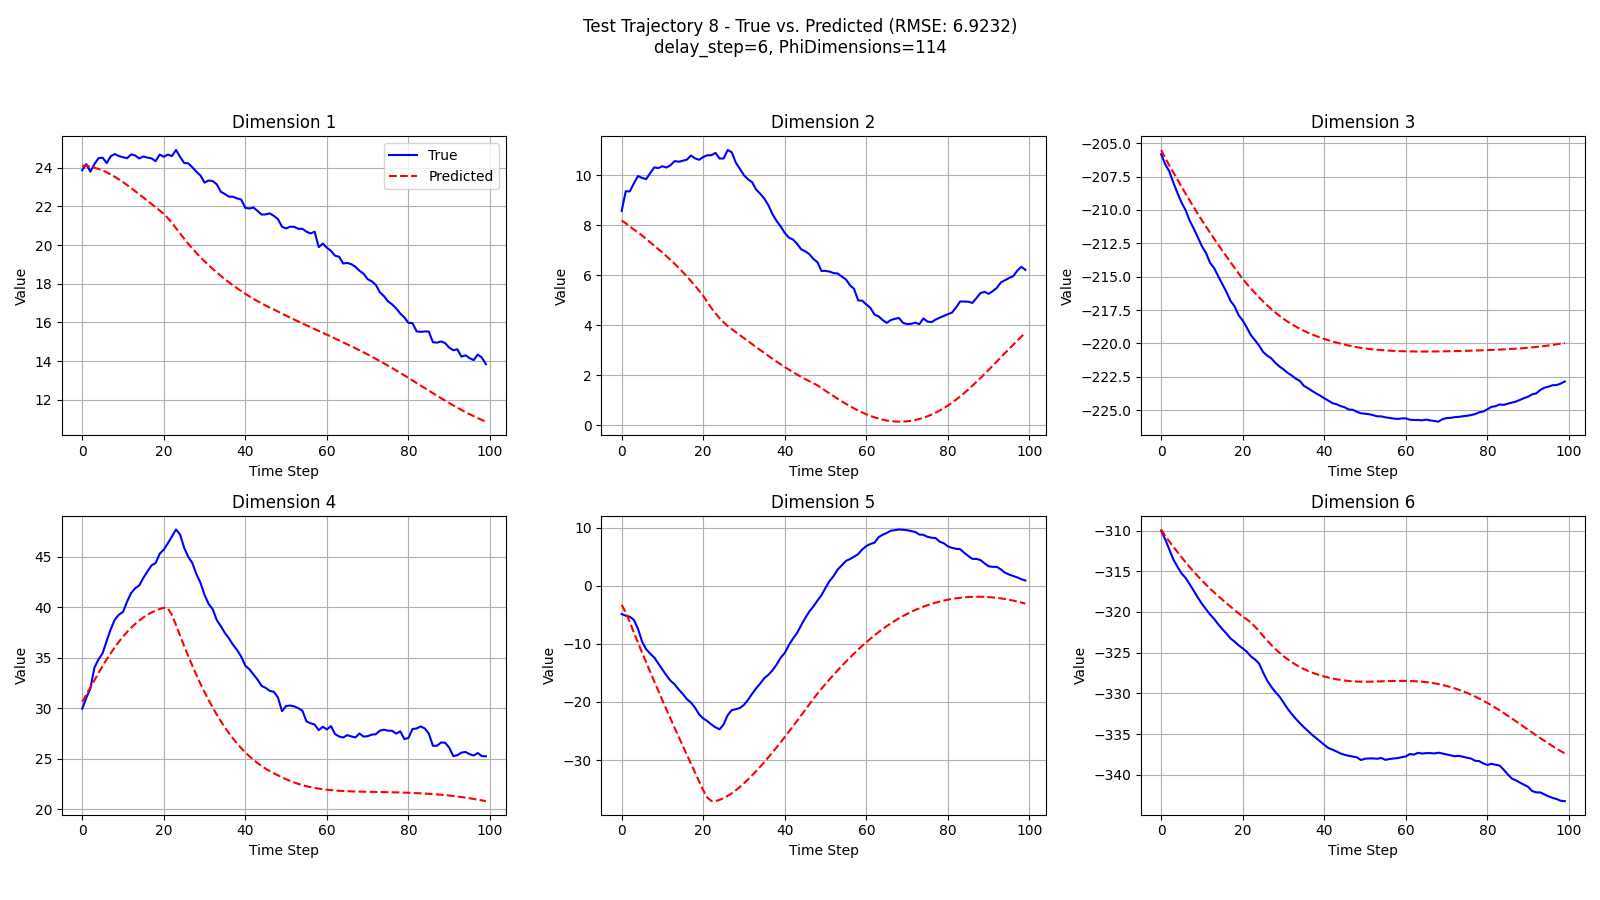 Test Trajectory 8 - True vs. Predicted (RMSE: 6.9232)
delay_step=6, PhiDimensions=114
Dimension 1
Value
24
22
20
18
16
14
12
0 20 40 60 80 100
Time Step
True
Predicted
Dimension 2
Value
10
8
6
4
2
0
0 20 40 60 80 100
Time Step
Dimension 3
Value
−205.0
−207.5
−210.0
−212.5
−215.0
−217.5
−220.0
−222.5
−225.0
0 20 40 60 80 100
Time Step
Dimension 4
Value
45
40
35
30
25
20
0 20 40 60 80 100
Time Step
Dimension 5
Value
10
0
−10
−20
−30
0 20 40 60 80 100
Time Step
Dimension 6
Value
−310
−315
−320
−325
−330
−335
−340
0 20 40 60 80 100
Time Step